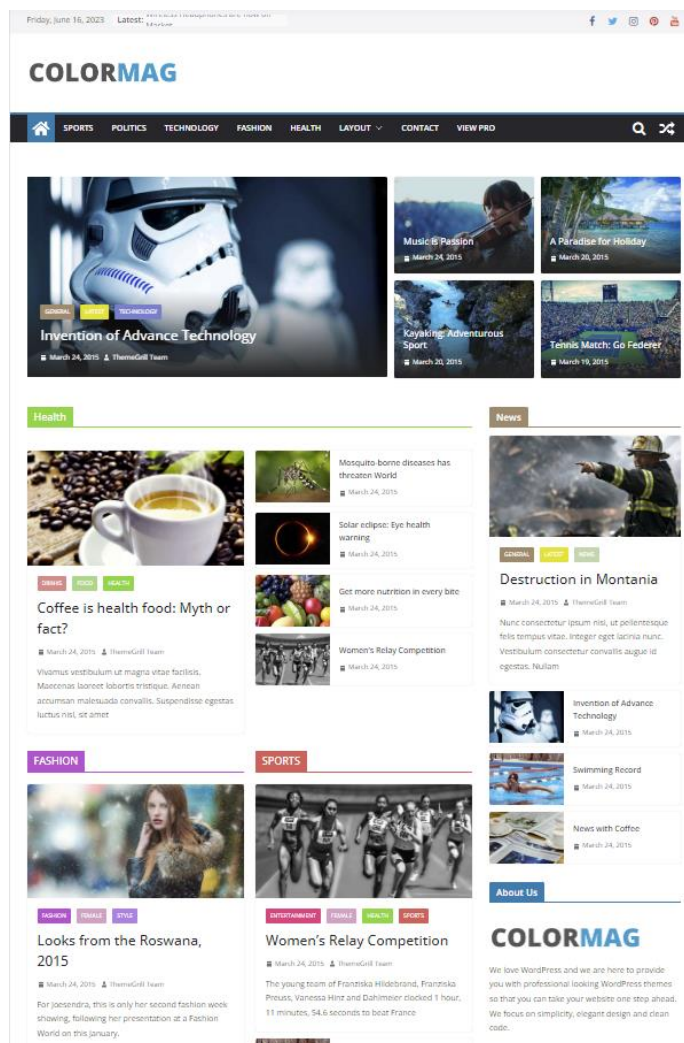 Friday, June 16, 2023 Latest: Wireless Headphones are now on
Market
COLORMAG
SPORTS POLITICS TECHNOLOGY FASHION HEALTH LAYOUT CONTACT VIEW PRO
GENERAL LATEST TECHNOLOGY
Invention of Advance Technology
March 24, 2015 ThemeGrill Team
Music is Passion
March 24, 2015
A Paradise for Holiday
March 20, 2015
Kayaking: Adventurous
Sport
March 20, 2015
Tennis Match: Go Federer
March 19, 2015
Health
DRINKS FOOD HEALTH
Coffee is health food: Myth or
fact?
March 24, 2015 ThemeGrill Team
Vivamus vestibulum ut magna vitae facilisis,
Maecenas laoreet lobortis tristique. Aenean
accumsan malesuada convallis. Suspendisse egestas
luctus nisl, sit amet
Mosquito-borne diseases has
threaten World
March 24, 2015
Solar eclipse: Eye health
warning
March 24, 2015
Get more nutrition in every bite
March 24, 2015
Women's Relay Competition
March 24, 2015
News
GENERAL LATEST NEWS
Destruction in Montania
March 24, 2015 ThemeGrill Team
Nunc consectetur ipsum nisi, ut pellentesque
felis tempus vitae. Integer eget lacinia nunc.
Vestibulum consectetur convallis augue id
egestas. Nullam
Invention of Advance
Technology
March 24, 2015
Swimming Record
March 24, 2015
News with Coffee
March 24, 2015
FASHION
FASHION FEMALE STYLE
Looks from the Roswana,
2015
March 24, 2015 ThemeGrill Team
For Joesendra, this is only her second fashion week
showing, following her presentation at a Fashion
World on this January.
SPORTS
ENTERTAINMENT FEMALE HEALTH SPORTS
Women's Relay Competition
March 24, 2015 ThemeGrill Team
The young team of Franziska Hildebrand, Franziska
Preuss, Vanessa Hinz and Dahlmeier clocked 1 hour,
11 minutes, 54.6 seconds to beat France
About Us
COLORMAG
We love WordPress and we are here to provide
you with professional looking WordPress themes
so that you can take your website one step ahead.
We focus on simplicity, elegant design and clean
code.